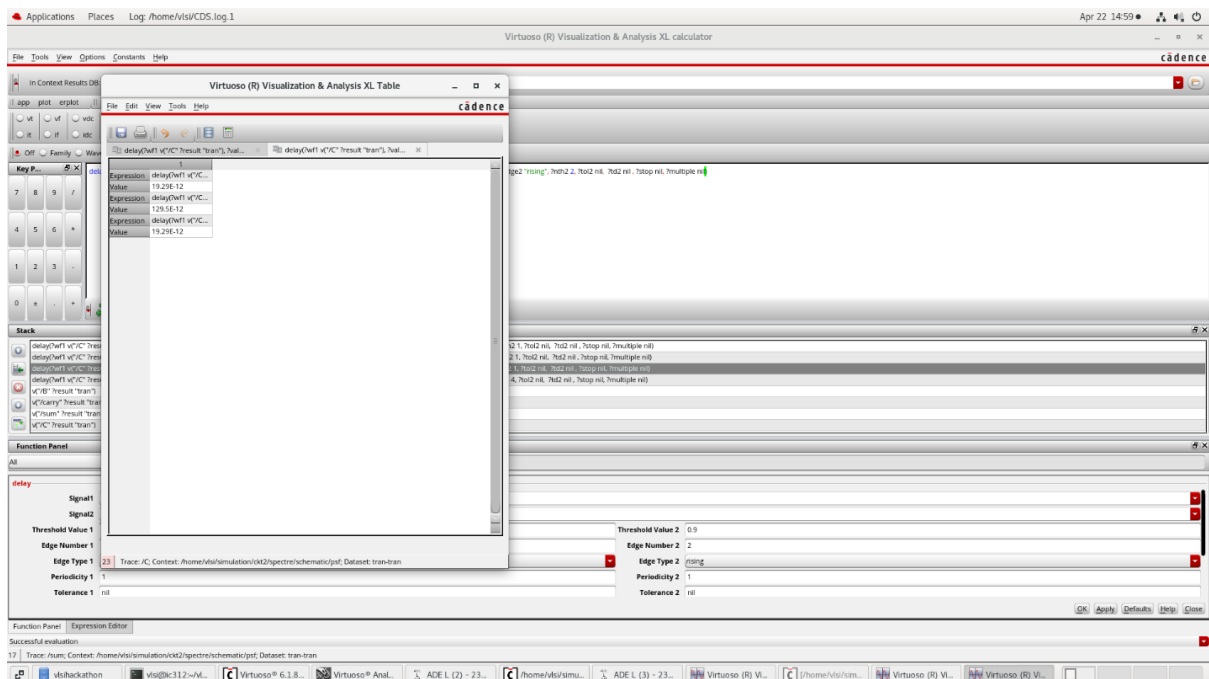 Applications Places Log: /home/vlsi/CDS.log.1 Apr 22 14:59
Virtuoso (R) Visualization & Analysis XL calculator
File Tools View Options Constants Help cādence
In Context Results DB:
app plot erplot
vt vf vdc
it if idc
Off Family Wave
Virtuoso (R) Visualization & Analysis XL Table
File Edit View Tools Help cādence
delay(?wf1 v("/C" ?result "tran"), ?val... delay(?wf1 v("/C" ?result "tran"), ?val...
1
Expression delay(?wf1 v("/C...
Value 19.29E-12
Expression delay(?wf1 v("/C...
Value 129.5E-12
Expression delay(?wf1 v("/C...
Value 19.29E-12
23 Trace: /C; Context: /home/vlsi/simulation/ckt2/spectre/schematic/psf; Dataset: tran-tran
Key P...
7 8 9 /
4 5 6 *
1 2 3 -
0 ± . +
"rising", ?nth2 2, ?tol2 nil, ?td2 nil , ?stop nil, ?multiple nil)
Stack
delay(?wf1 v("/C" 1, ?tol2 nil, ?td2 nil , ?stop nil, ?multiple nil)
delay(?wf1 v("/C" 1, ?tol2 nil, ?td2 nil , ?stop nil, ?multiple nil)
delay(?wf1 v("/C" 1, ?tol2 nil, ?td2 nil , ?stop nil, ?multiple nil)
delay(?wf1 v("/C" 4, ?tol2 nil, ?td2 nil , ?stop nil, ?multiple nil)
v("/B" ?result "tran")
v("/carry" ?result "tran
v("/sum" ?result "tran
v("/C" ?result "tran")
Function Panel
All
delay
Signal1
Signal2
Threshold Value 1 Threshold Value 2 0.9
Edge Number 1 Edge Number 2 2
Edge Type 1 Edge Type 2 rising
Periodicity 1 1 Periodicity 2 1
Tolerance 1 nil Tolerance 2 nil
OK Apply Defaults Help Close
Function Panel Expression Editor
Successful evaluation
17 Trace: /sum; Context: /home/vlsi/simulation/ckt2/spectre/schematic/psf; Dataset: tran-tran
vlsihackathon vlsi@ic312:~/vl... Virtuoso® 6.1.8... Virtuoso® Anal... ADE L (2) - 23... /home/vlsi/simu... ADE L (3) - 23... Virtuoso (R) Vi... [/home/vlsi/sim... Virtuoso (R) Vi... Virtuoso (R) Vi...